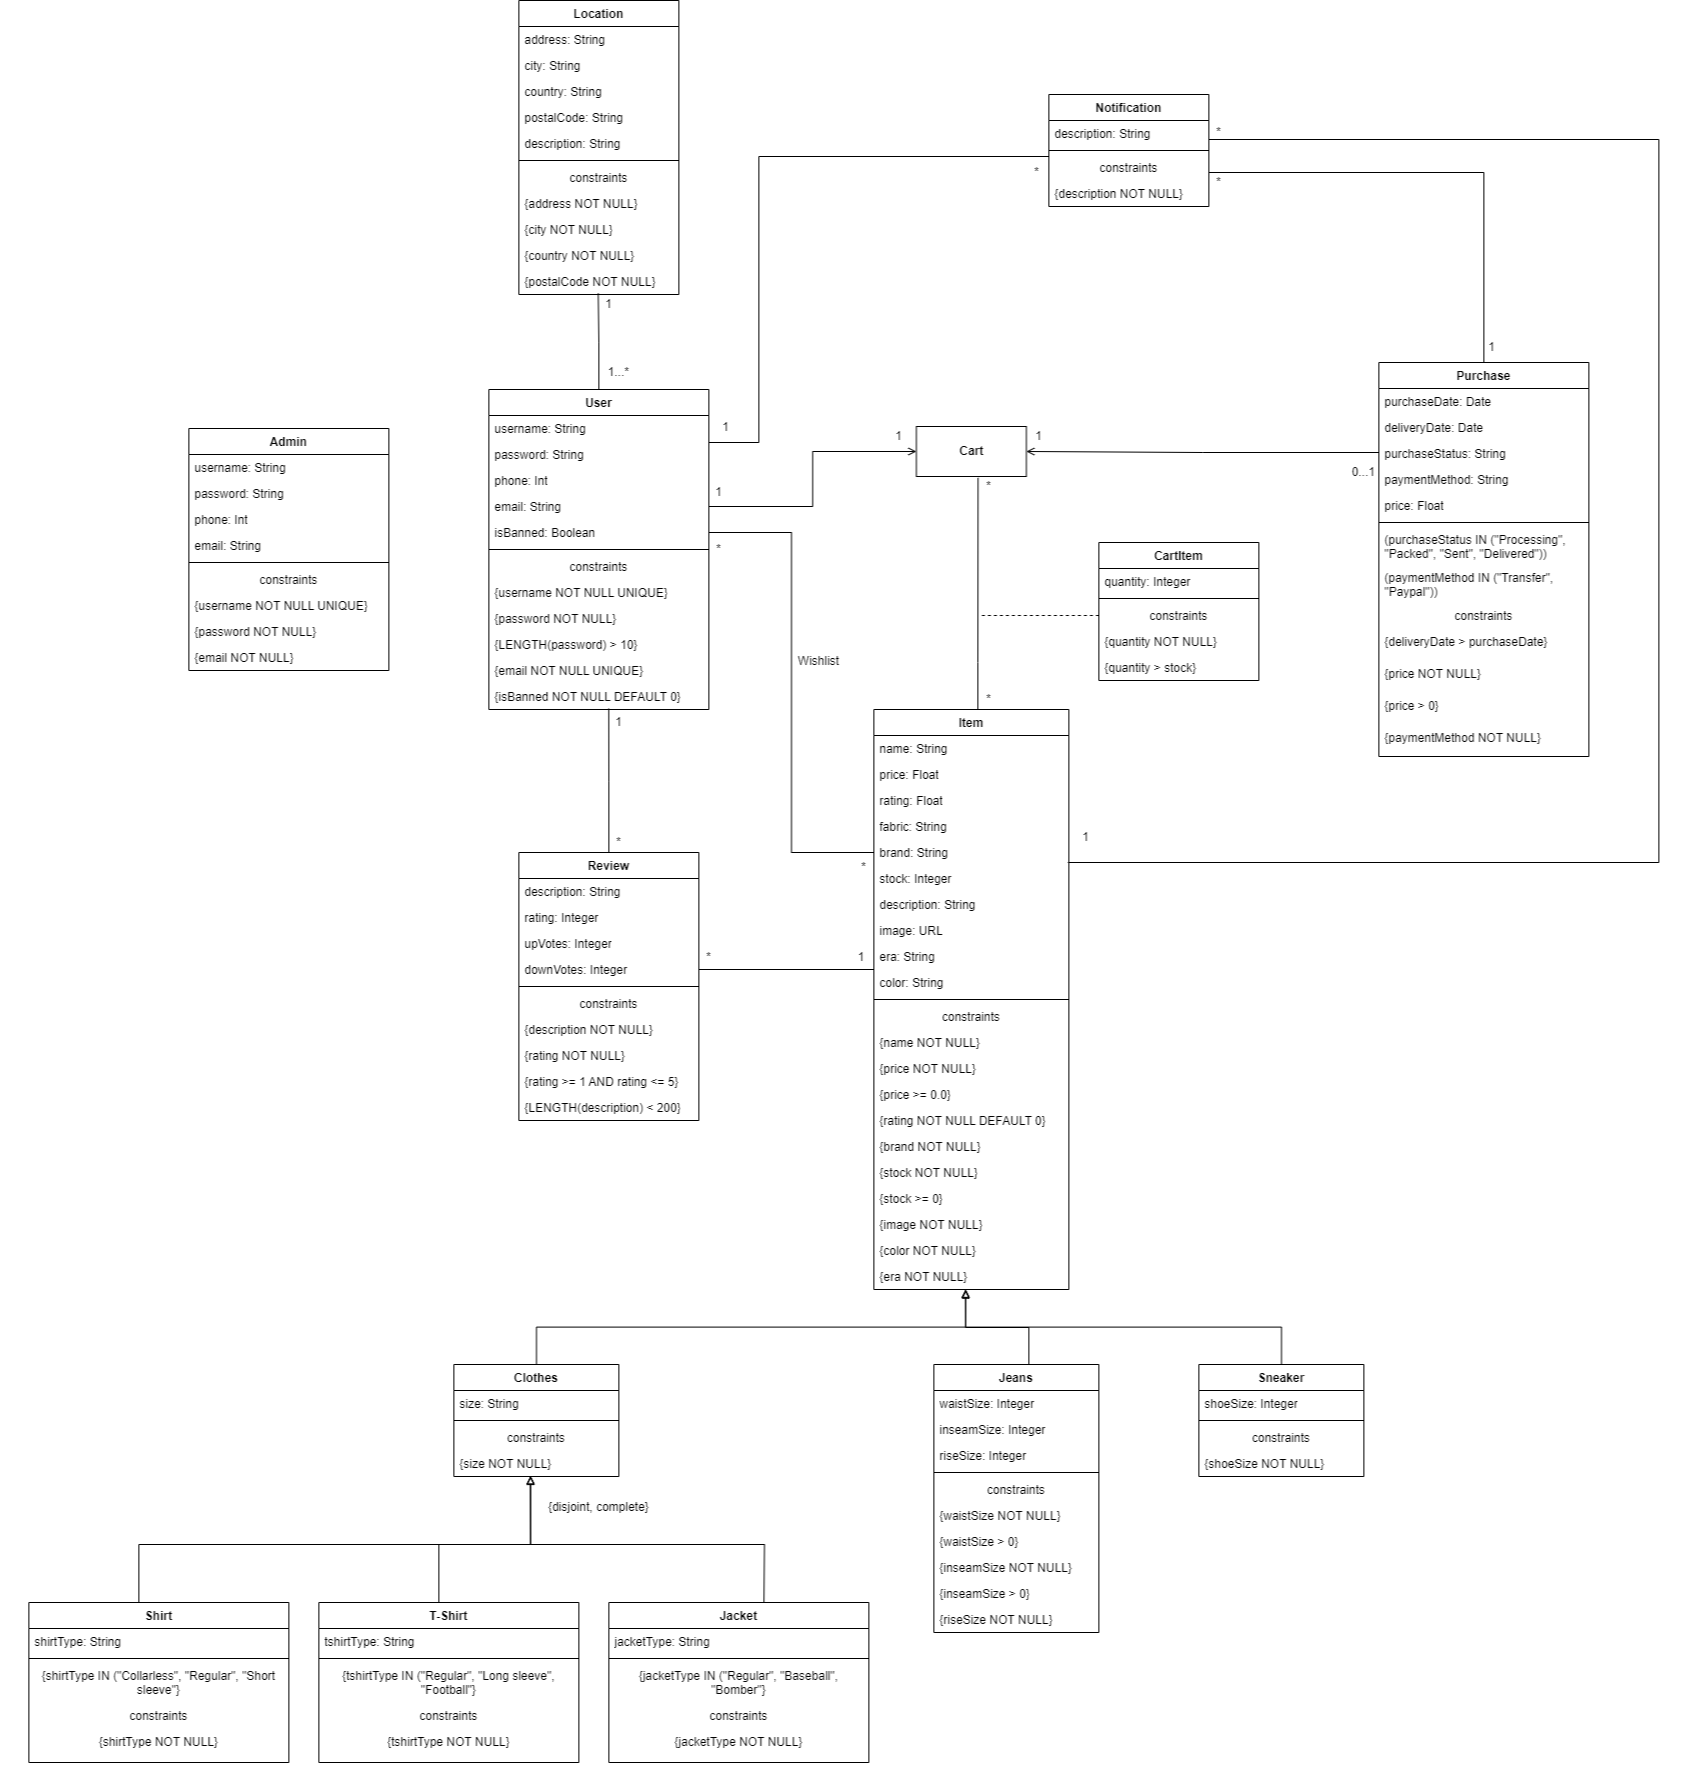 Location
address: String
city: String
country: String
postalCode: String
description: String
constraints
{address NOT NULL}
{city NOT NULL}
{country NOT NULL}
{postalCode NOT NULL}
1
1...*
Notification
description: String
constraints
{description NOT NULL}
*
*
*
Admin
username: String
password: String
phone: Int
email: String
constraints
{username NOT NULL UNIQUE}
{password NOT NULL}
{email NOT NULL}
User
username: String
password: String
phone: Int
email: String
isBanned: Boolean
constraints
{username NOT NULL UNIQUE}
{password NOT NULL}
{LENGTH(password) > 10}
{email NOT NULL UNIQUE}
{isBanned NOT NULL DEFAULT 0}
1
1
*
1
Wishlist
1
Cart
1
*
0...1
1
Purchase
purchaseDate: Date
deliveryDate: Date
purchaseStatus: String
paymentMethod: String
price: Float
(purchaseStatus IN ("Processing",
"Packed", "Sent", "Delivered"))
(paymentMethod IN ("Transfer",
"Paypal"))
constraints
{deliveryDate > purchaseDate}
{price NOT NULL}
{price > 0}
{paymentMethod NOT NULL}
CartItem
quantity: Integer
constraints
{quantity NOT NULL}
{quantity > stock}
*
Item
name: String
price: Float
rating: Float
fabric: String
brand: String
stock: Integer
description: String
image: URL
era: String
color: String
constraints
{name NOT NULL}
{price NOT NULL}
{price >= 0.0}
{rating NOT NULL DEFAULT 0}
{brand NOT NULL}
{stock NOT NULL}
{stock >= 0}
{image NOT NULL}
{color NOT NULL}
{era NOT NULL}
1
*
1
*
*
Review
description: String
rating: Integer
upVotes: Integer
downVotes: Integer
constraints
{description NOT NULL}
{rating NOT NULL}
{rating >= 1 AND rating <= 5}
{LENGTH(description) < 200}
Clothes
size: String
constraints
{size NOT NULL}
{disjoint, complete}
Jeans
waistSize: Integer
inseamSize: Integer
riseSize: Integer
constraints
{waistSize NOT NULL}
{waistSize > 0}
{inseamSize NOT NULL}
{inseamSize > 0}
{riseSize NOT NULL}
Sneaker
shoeSize: Integer
constraints
{shoeSize NOT NULL}
Shirt
shirtType: String
{shirtType IN ("Collarless", "Regular", "Short
sleeve"}
constraints
{shirtType NOT NULL}
T-Shirt
tshirtType: String
{tshirtType IN ("Regular", "Long sleeve",
"Football"}
constraints
{tshirtType NOT NULL}
Jacket
jacketType: String
{jacketType IN ("Regular", "Baseball",
"Bomber"}
constraints
{jacketType NOT NULL}